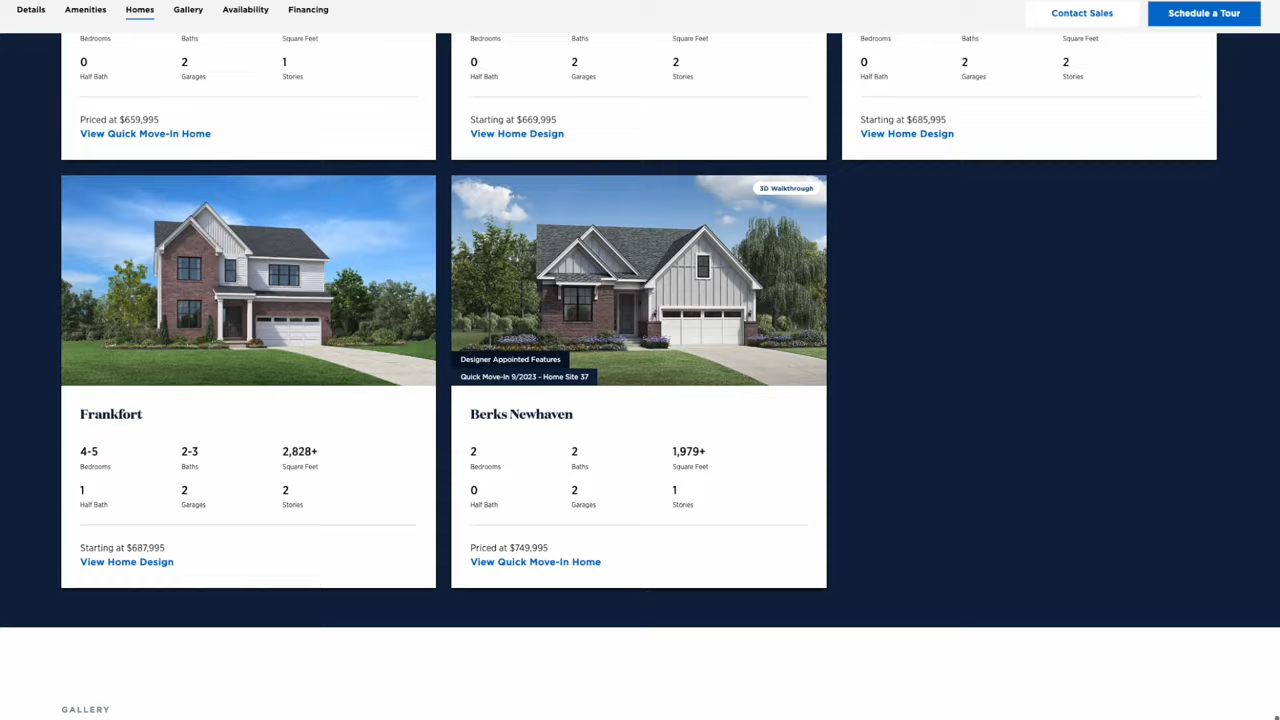 Details Amenities Homes Gallery Availability Financing Contact Sales Schedule a Tour
Bedrooms Baths Square Feet Bedrooms Baths Square Feet Bedrooms Baths Square Feet
0 2 1 0 2 2 0 2 2
Half Bath Garages Stories Half Bath Garages Stories Half Bath Garages Stories
Priced at $659,995 Starting at $669,995 Starting at $685,995
View Quick Move-In Home View Home Design View Home Design
3D Walkthrough
Designer Appointed Features
Quick Move-In 9/2023 - Home Site 37
Frankfort Berks Newhaven
4-5 2-3 2,828+ 2 2 1,979+
Bedrooms Baths Square Feet Bedrooms Baths Square Feet
1 2 2 0 2 1
Half Bath Garages Stories Half Bath Garages Stories
Starting at $687,995 Priced at $749,995
View Home Design View Quick Move-In Home
GALLERY